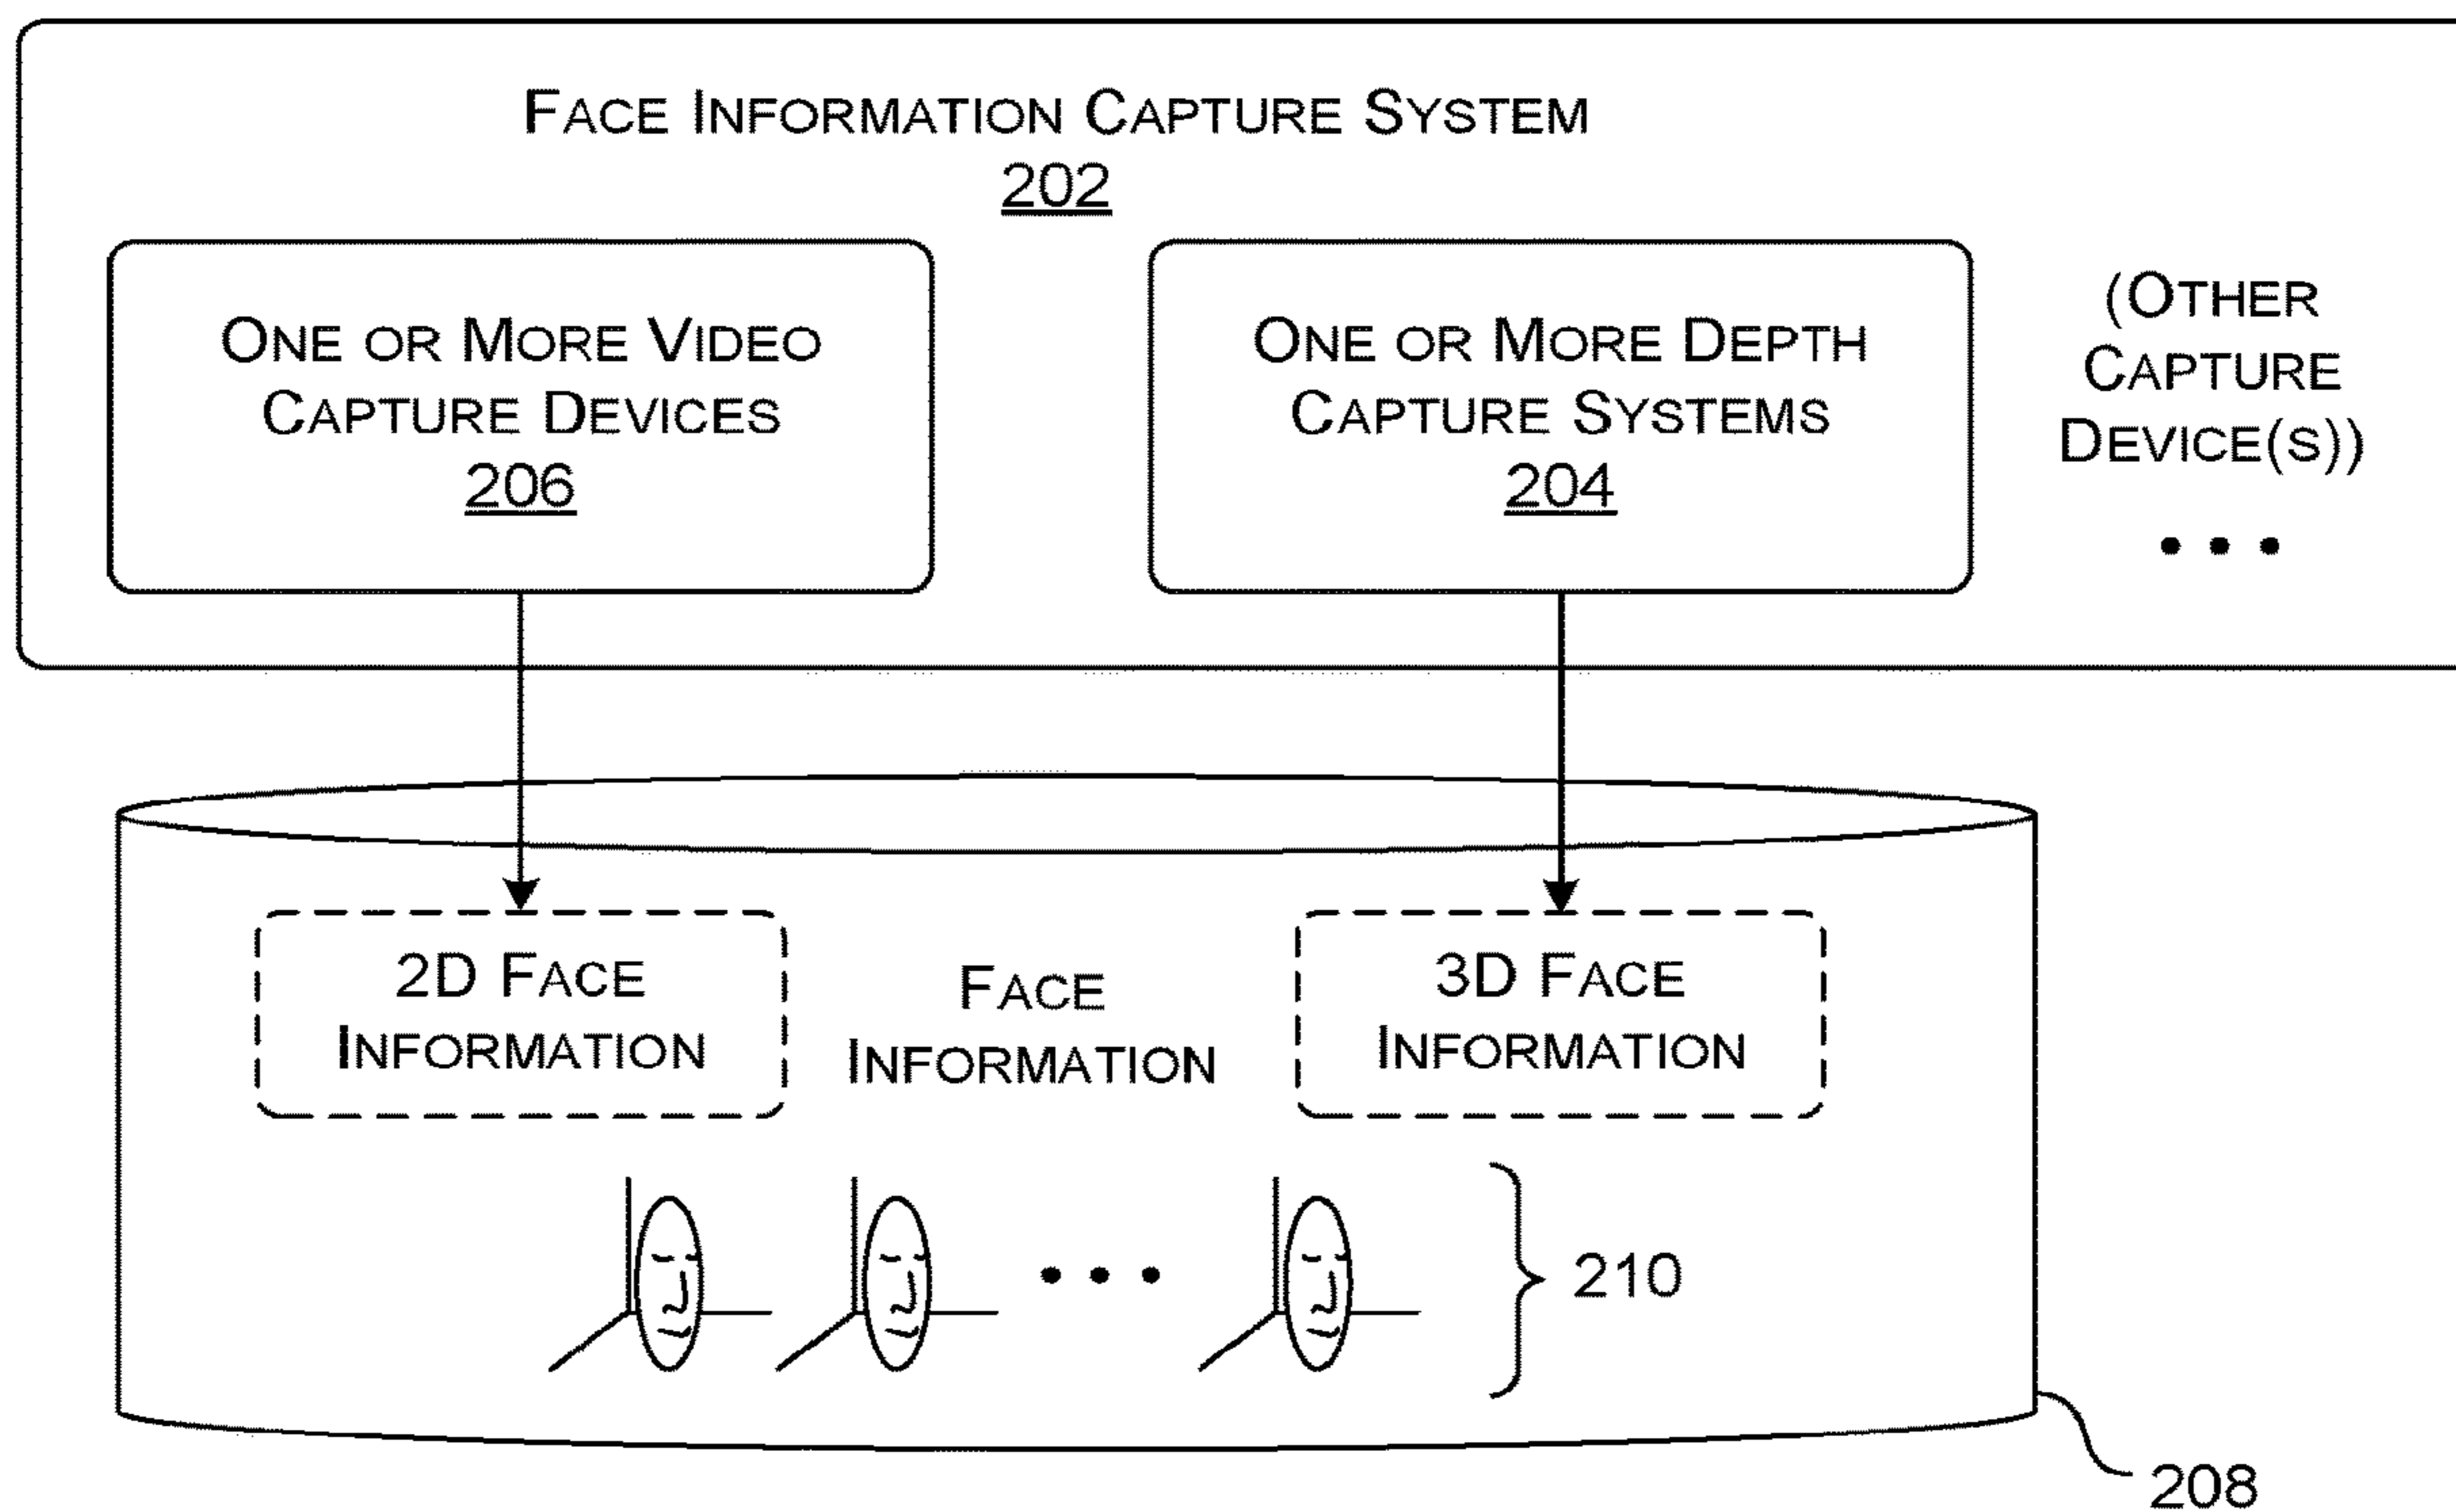 FACE INFORMATION CAPTURE SYSTEM
202
ONE OR MORE VIDEO
CAPTURE DEVICES
206
ONE OR MORE DEPTH
CAPTURE SYSTEMS
204
(OTHER
CAPTURE
DEVICE(S))
• • •
2D FACE
INFORMATION
FACE
INFORMATION
3D FACE
INFORMATION
• • •
210
208